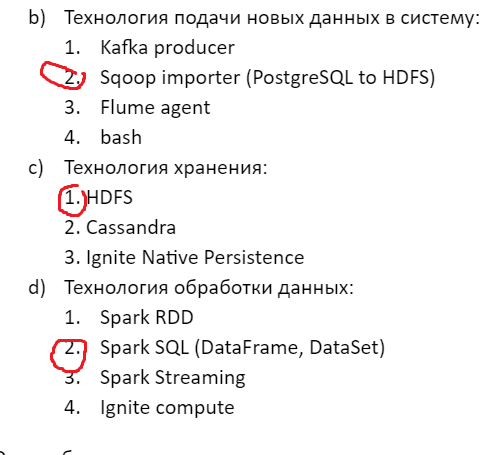 b) Технология подачи новых данных в систему:
1. Kafka producer
2. Sqoop importer (PostgreSQL to HDFS)
3. Flume agent
4. bash
c) Технология хранения:
1. HDFS
2. Cassandra
3. Ignite Native Persistence
d) Технология обработки данных:
1. Spark RDD
2. Spark SQL (DataFrame, DataSet)
3. Spark Streaming
4. Ignite compute